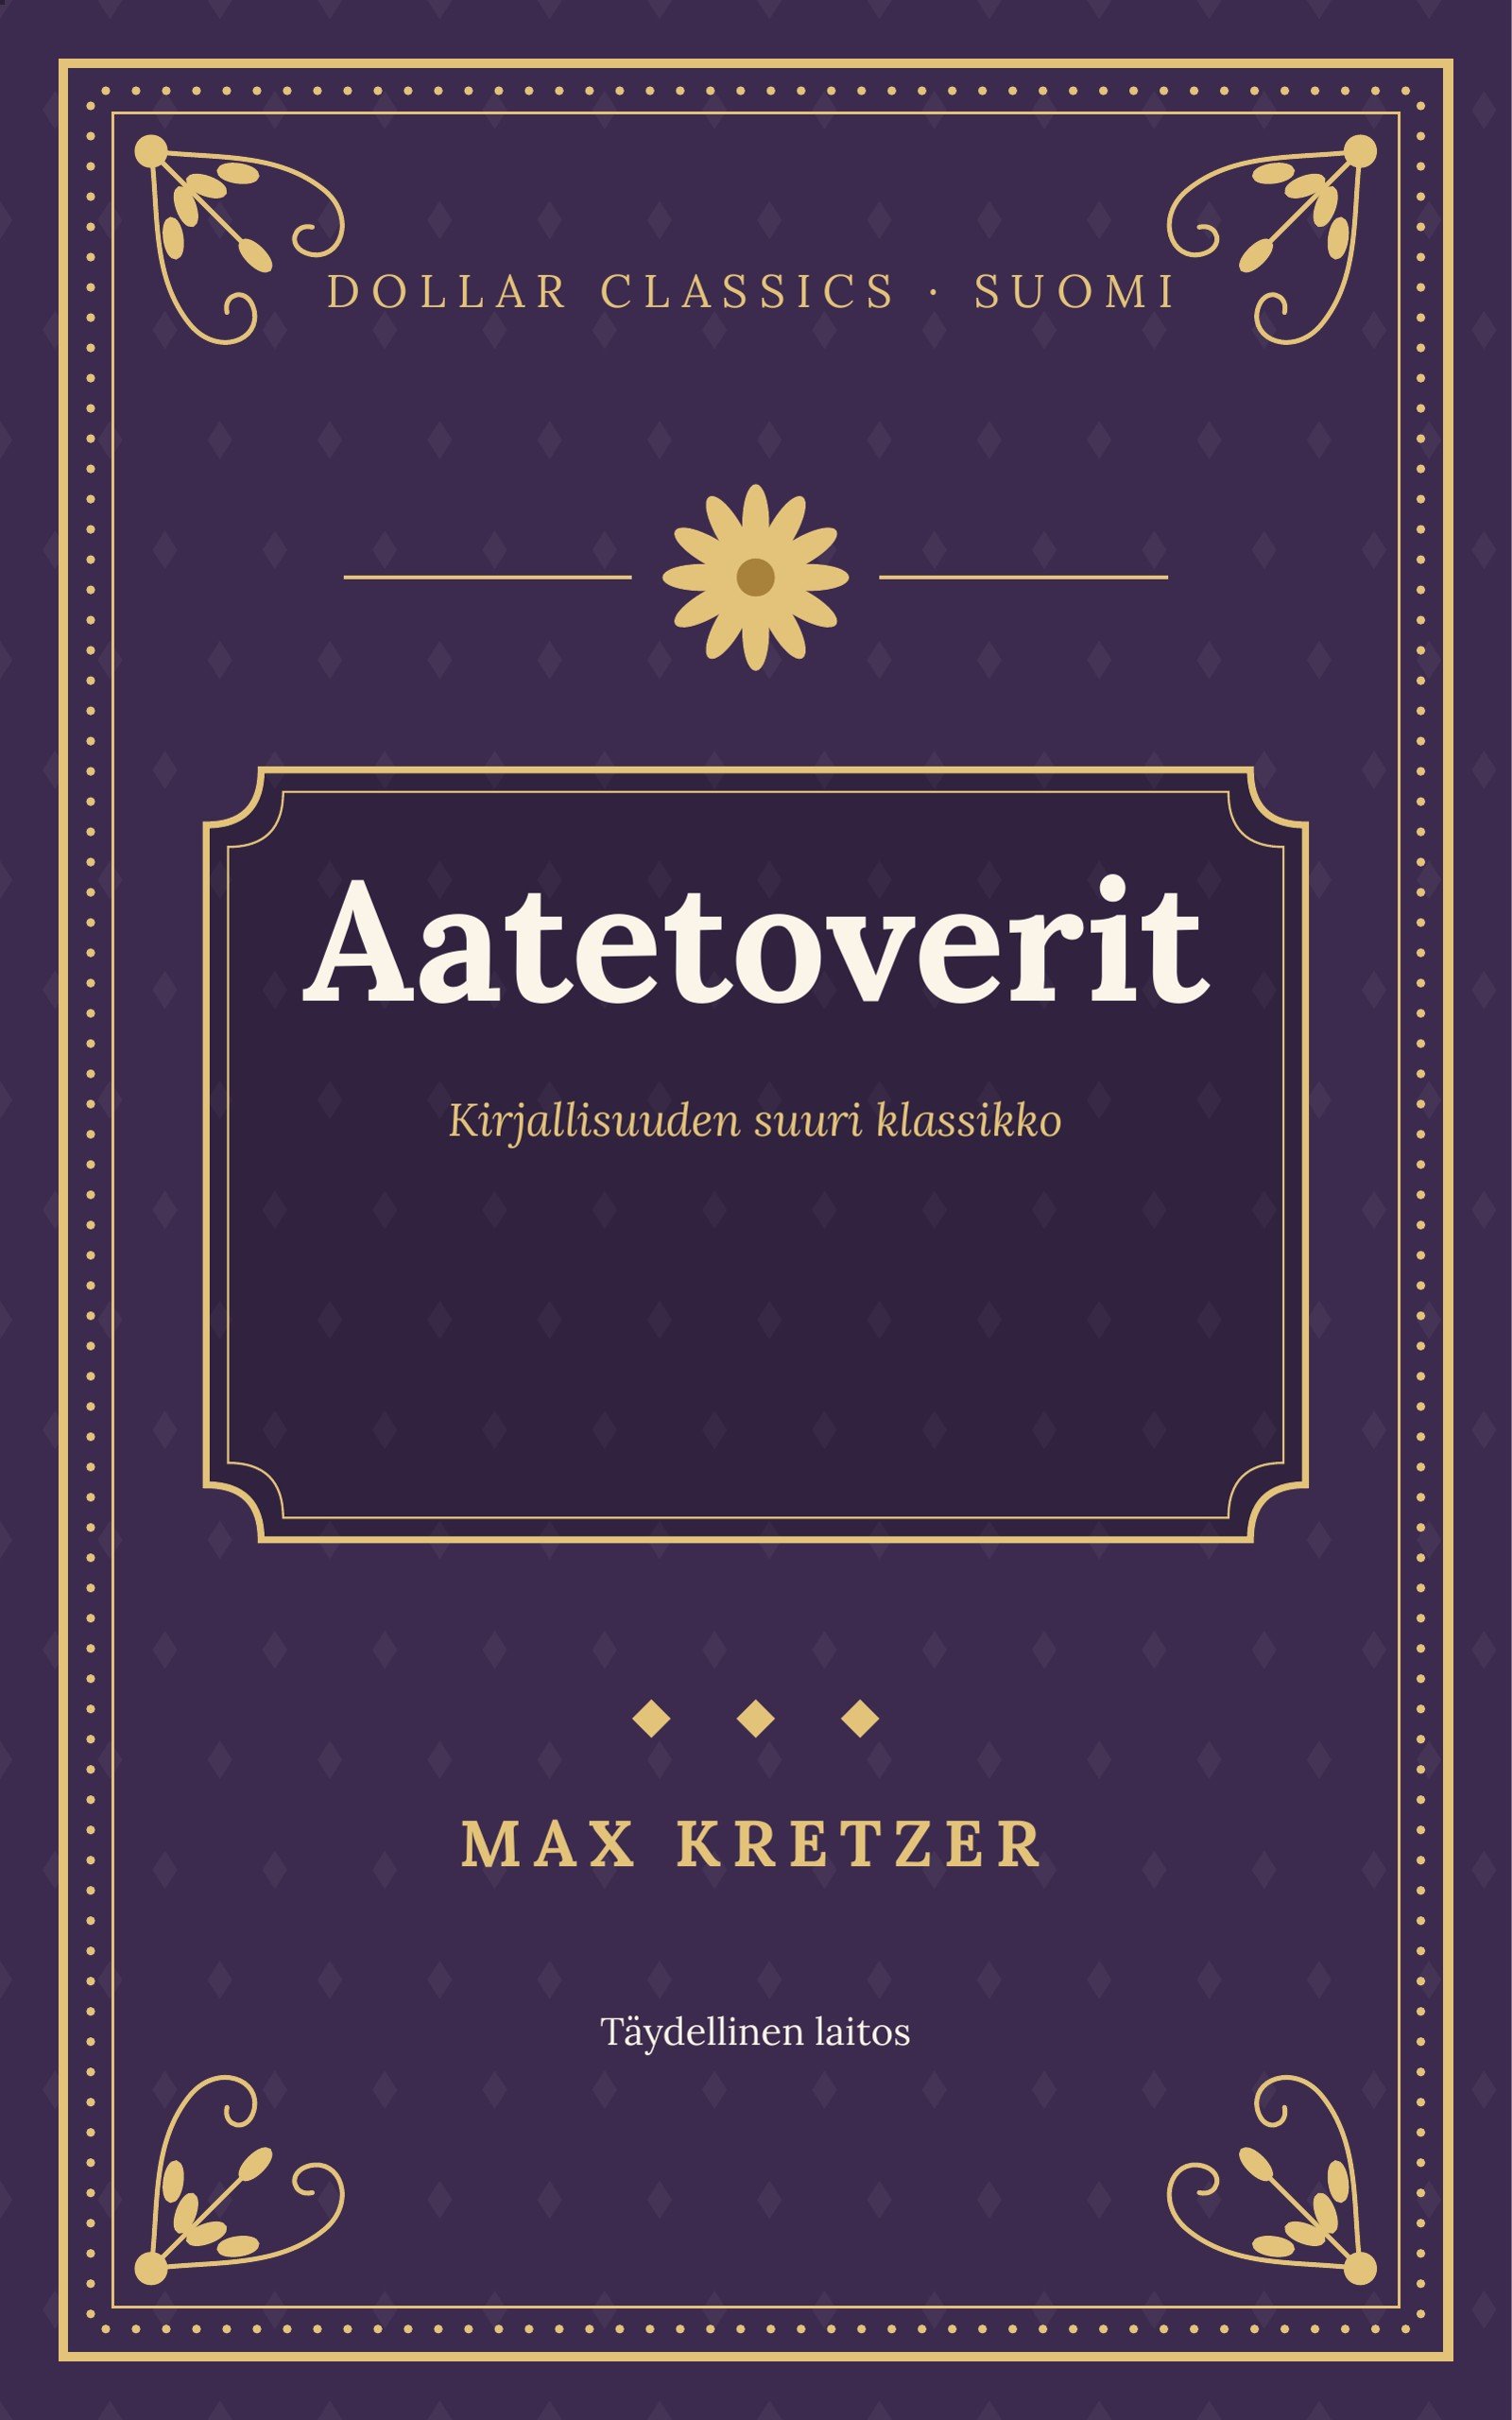 DOLLAR CLASSICS · SUOMI
Aatetoverit
Kirjallisuuden suuri klassikko
MAX KRETZER
Täydellinen laitos